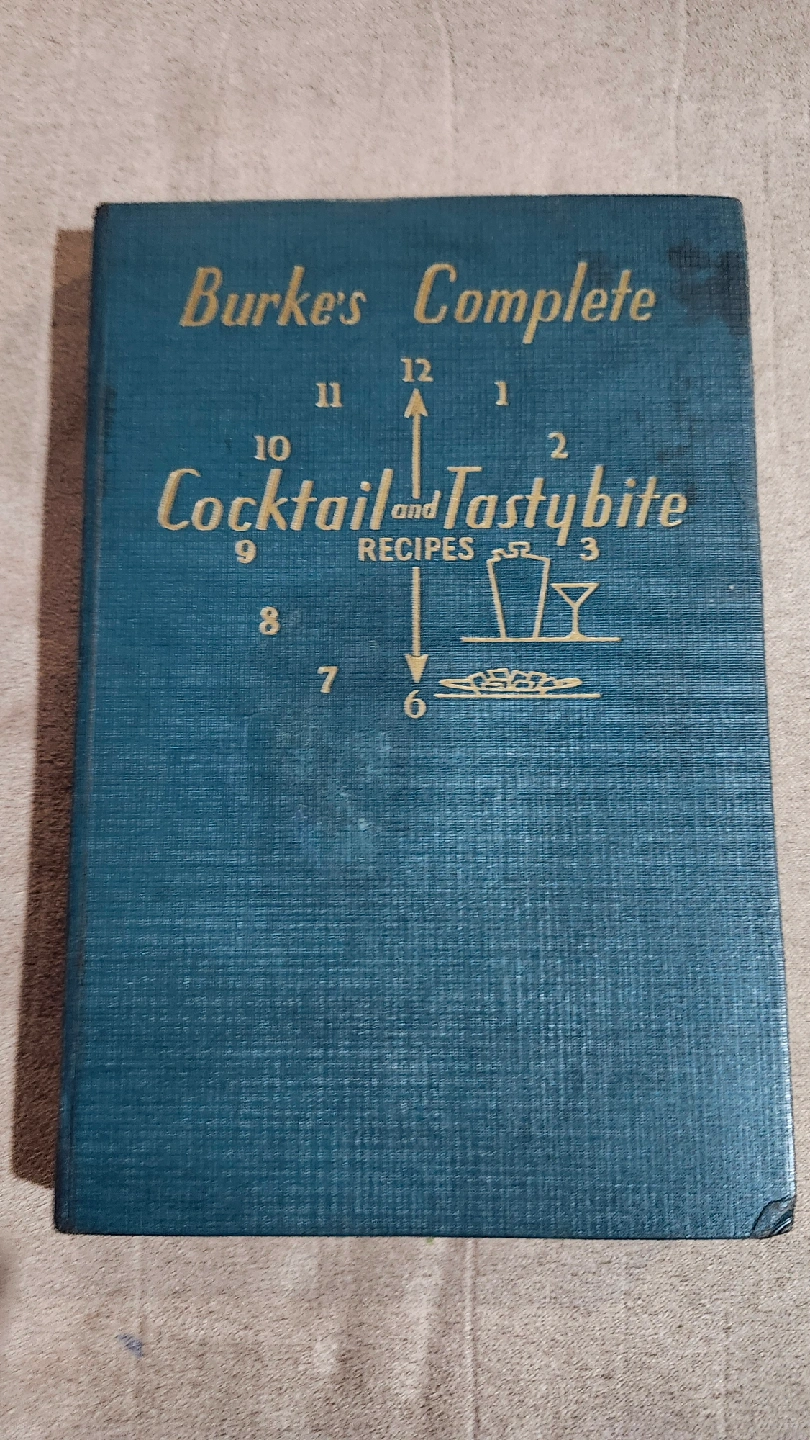 Burke's Complete
12
11 1
10 2
Cocktail and Tastybite
9 RECIPES 3
8
7
6